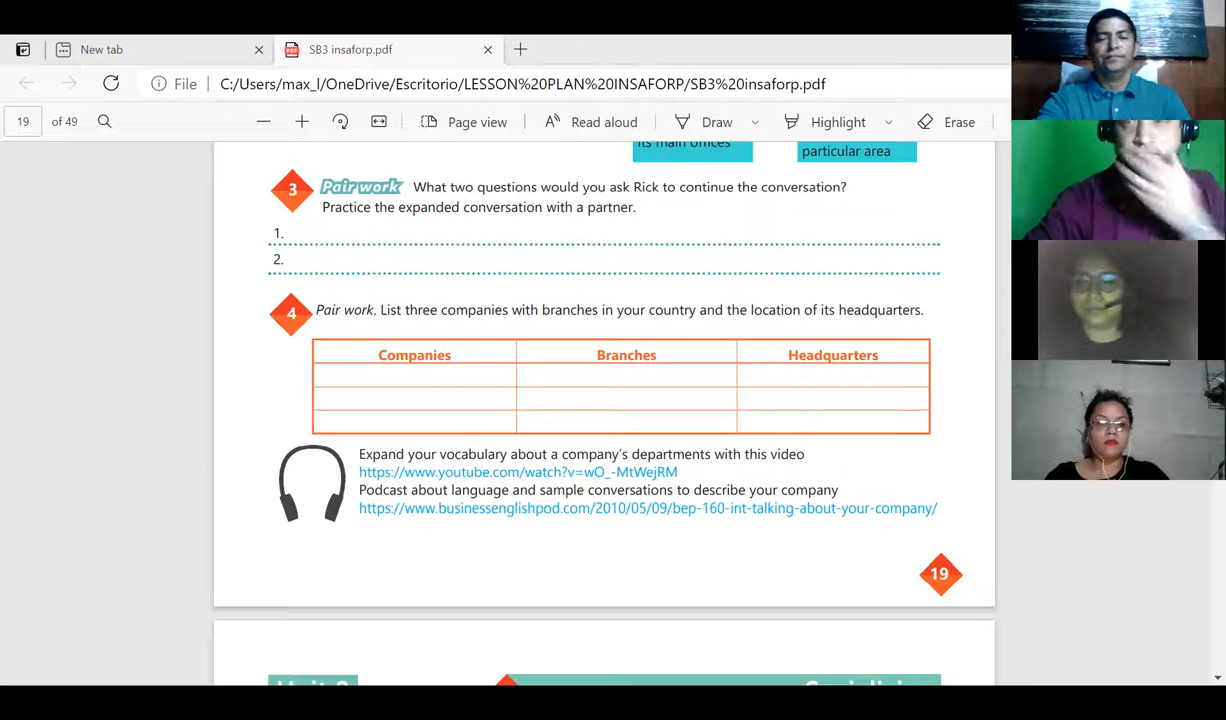 New tab
SB3 insaforp.pdf
File
C:/Users/max_l/OneDrive/Escritorio/LESSON%20PLAN%20INSAFORP/SB3%20insaforp.pdf
19 of 49
Page view
Read aloud
Draw
Highlight
Erase
its main offices
particular area
3 Pair work What two questions would you ask Rick to continue the conversation?
Practice the expanded conversation with a partner.
1.
2.
4 Pair work. List three companies with branches in your country and the location of its headquarters.
Companies Branches Headquarters
Expand your vocabulary about a company's departments with this video
https://www.youtube.com/watch?v=wO_-MtWejRM
Podcast about language and sample conversations to describe your company
https://www.businessenglishpod.com/2010/05/09/bep-160-int-talking-about-your-company/
19